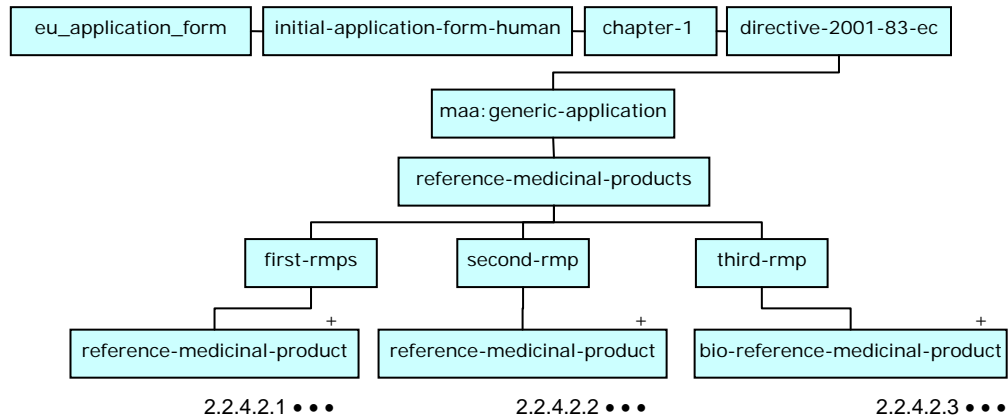 eu_application_form initial-application-form-human chapter-1 directive-2001-83-ec
maa:generic-application
reference-medicinal-products
first-rmps second-rmp third-rmp
+ + +
reference-medicinal-product reference-medicinal-product bio-reference-medicinal-product
2.2.4.2.1 ● ● ● 2.2.4.2.2 ● ● ● 2.2.4.2.3 ● ● ●